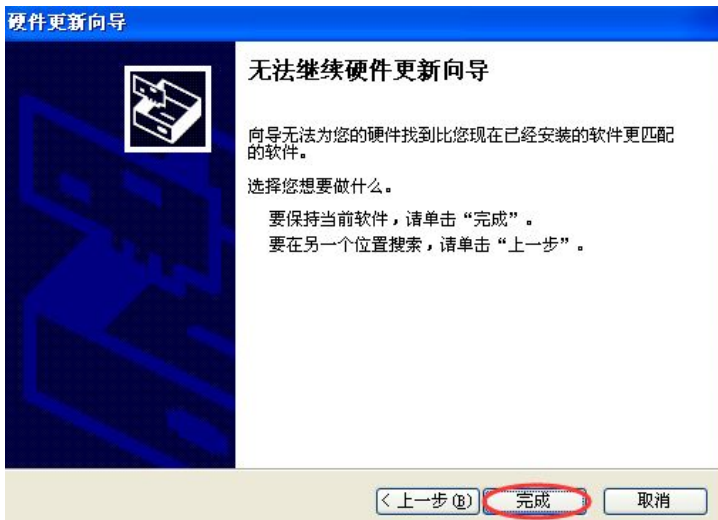 硬件更新向导
无法继续硬件更新向导
向导无法为您的硬件找到比您现在已经安装的软件更匹配
的软件。
选择您想要做什么。
要保持当前软件，请单击“完成”。
要在另一个位置搜索，请单击“上一步”。
< 上一步(B)
完成
取消